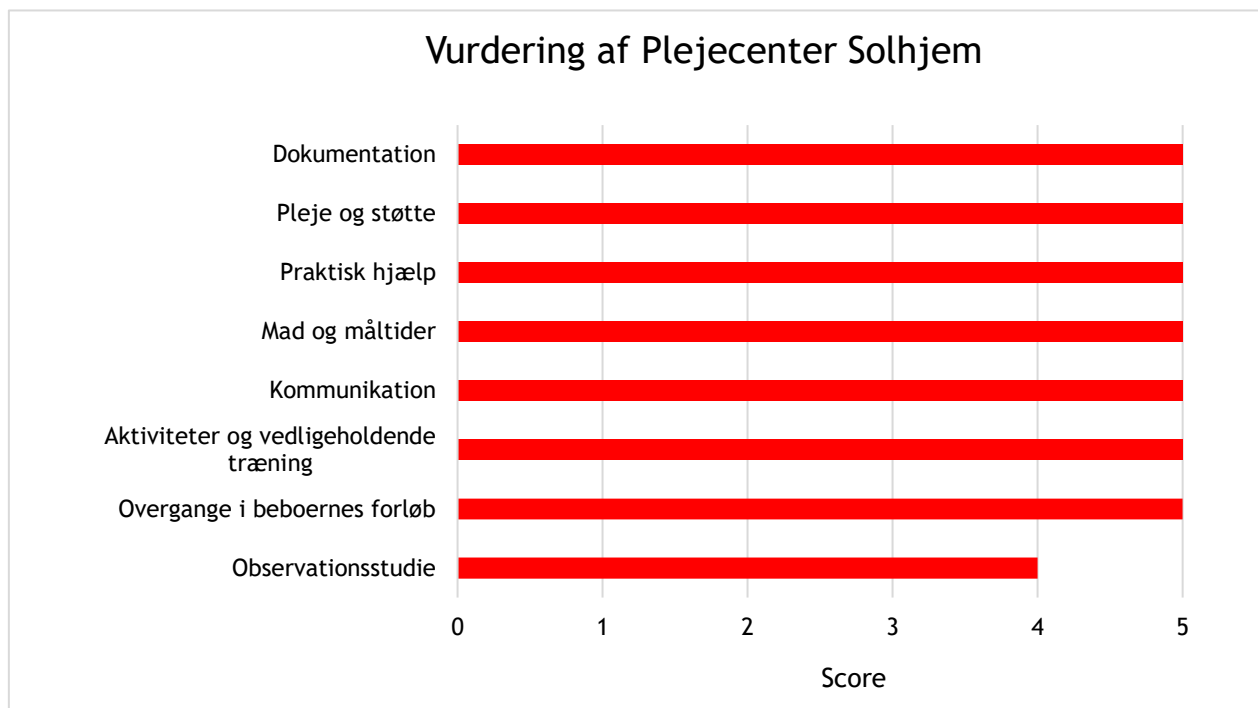 Vurdering af Plejecenter Solhjem
Dokumentation
Pleje og støtte
Praktisk hjælp
Mad og måltider
Kommunikation
Aktiviteter og vedligeholdende
træning
Overgange i beboernes forløb
Observationsstudie
0 1 2 3 4 5
Score